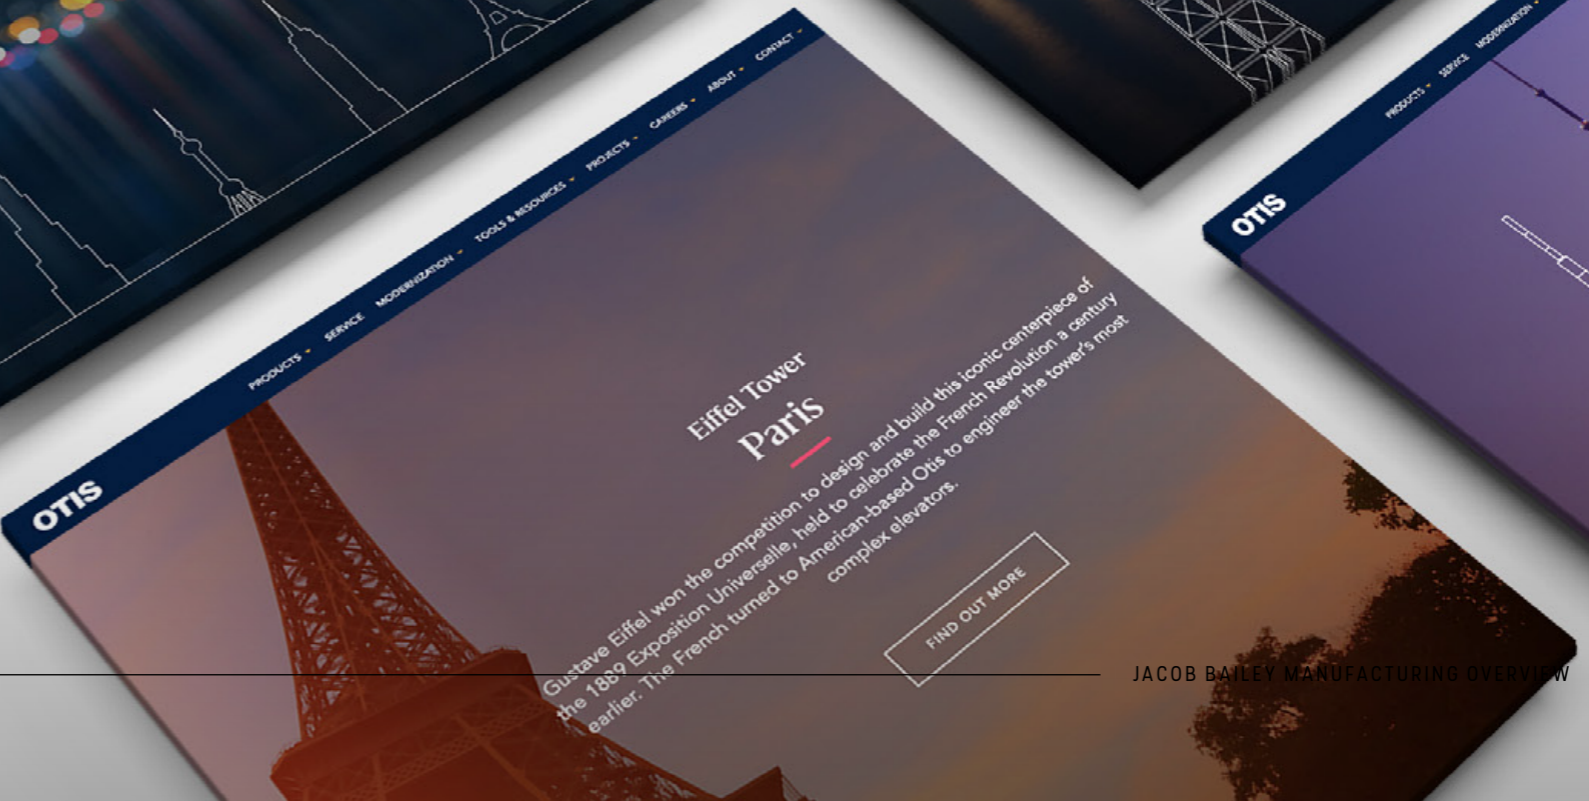 OTIS
PRODUCTS
SERVICE
MODERNIZATION
TOOLS & RESOURCES
PROJECTS
CAREERS
ABOUT
CONTACT
Eiffel Tower
Paris
Gustave Eiffel won the competition to design and build this iconic centerpiece of
the 1889 Exposition Universelle, held to celebrate the French Revolution a century
earlier. The French turned to American-based Otis to engineer the tower's most
complex elevators.
FIND OUT MORE
OTIS
PRODUCTS
SERVICE
MODERNIZATION
JACOB BAILEY MANUFACTURING OVERVIEW